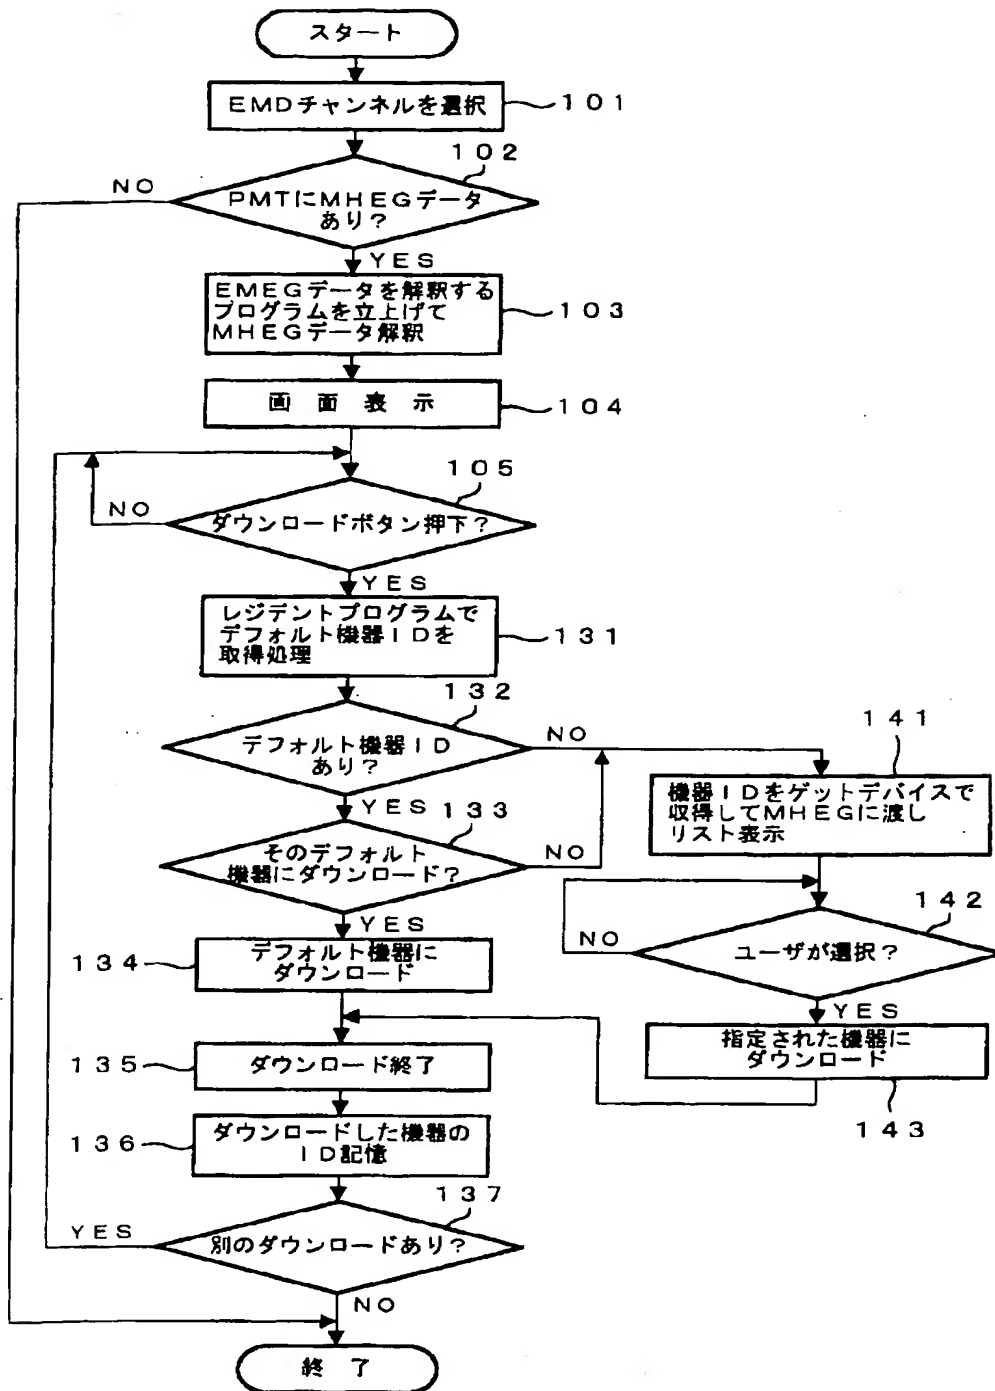 スタート
EMDチャンネルを選択
101
102
NO
PMTにMHEGデータ
あり?
YES
EMEGデータを解釈する
プログラムを立上げて
MHEGデータ解釈
103
画面表示
104
105
NO
ダウンロードボタン押下?
YES
レジデントプログラムで
デフォルト機器IDを
取得処理
131
132
デフォルト機器ID
あり?
NO
YES
133
そのデフォルト
機器にダウンロード?
NO
YES
134
デフォルト機器に
ダウンロード
135
ダウンロード終了
136
ダウンロードした機器の
ID記憶
137
YES
別のダウンロードあり?
NO
終了
141
機器IDをゲットデバイスで
取得してMHEGに渡し
リスト表示
142
NO
ユーザが選択?
YES
指定された機器に
ダウンロード
143